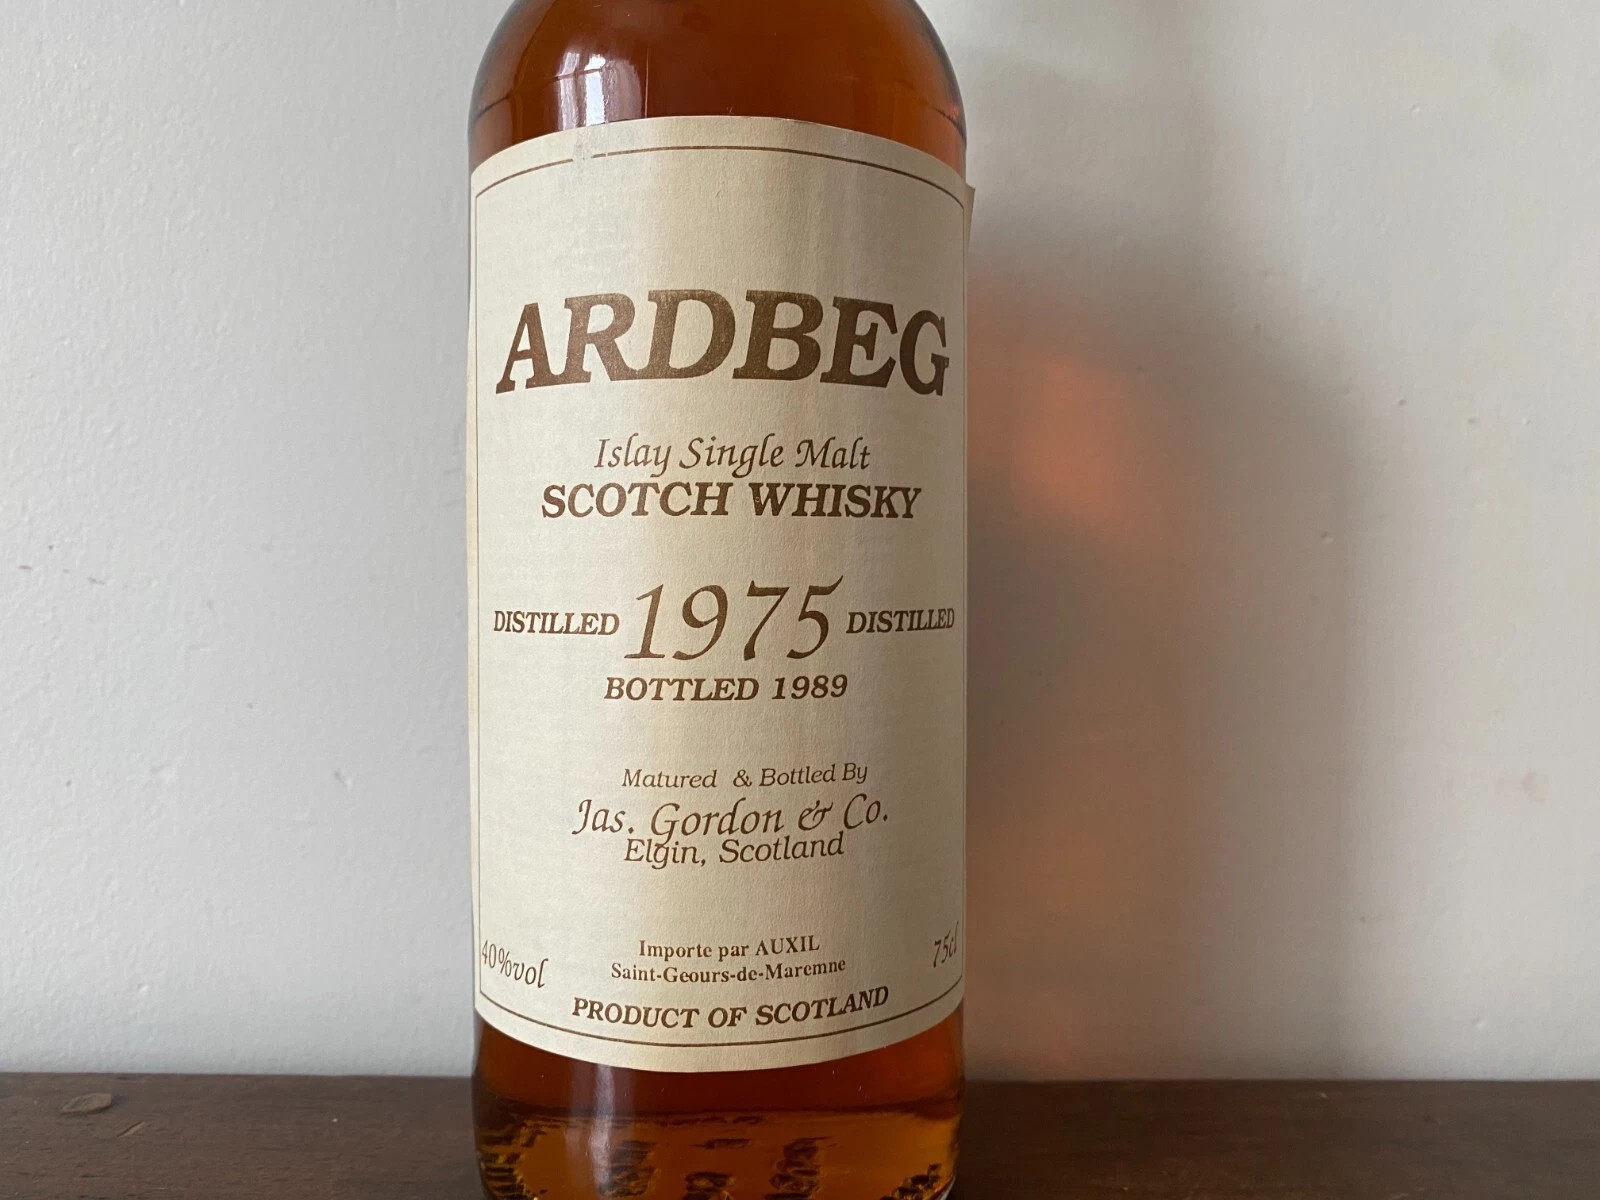 ARDBEG
Islay Single Malt
SCOTCH WHISKY
DISTILLED 1975 DISTILLED
BOTTLED 1989
Matured & Bottled By
Jas. Gordon & Co.
Elgin, Scotland
40%vol
Importe par AUXIL
Saint-Geours-de-Maremne
75cl
PRODUCT OF SCOTLAND